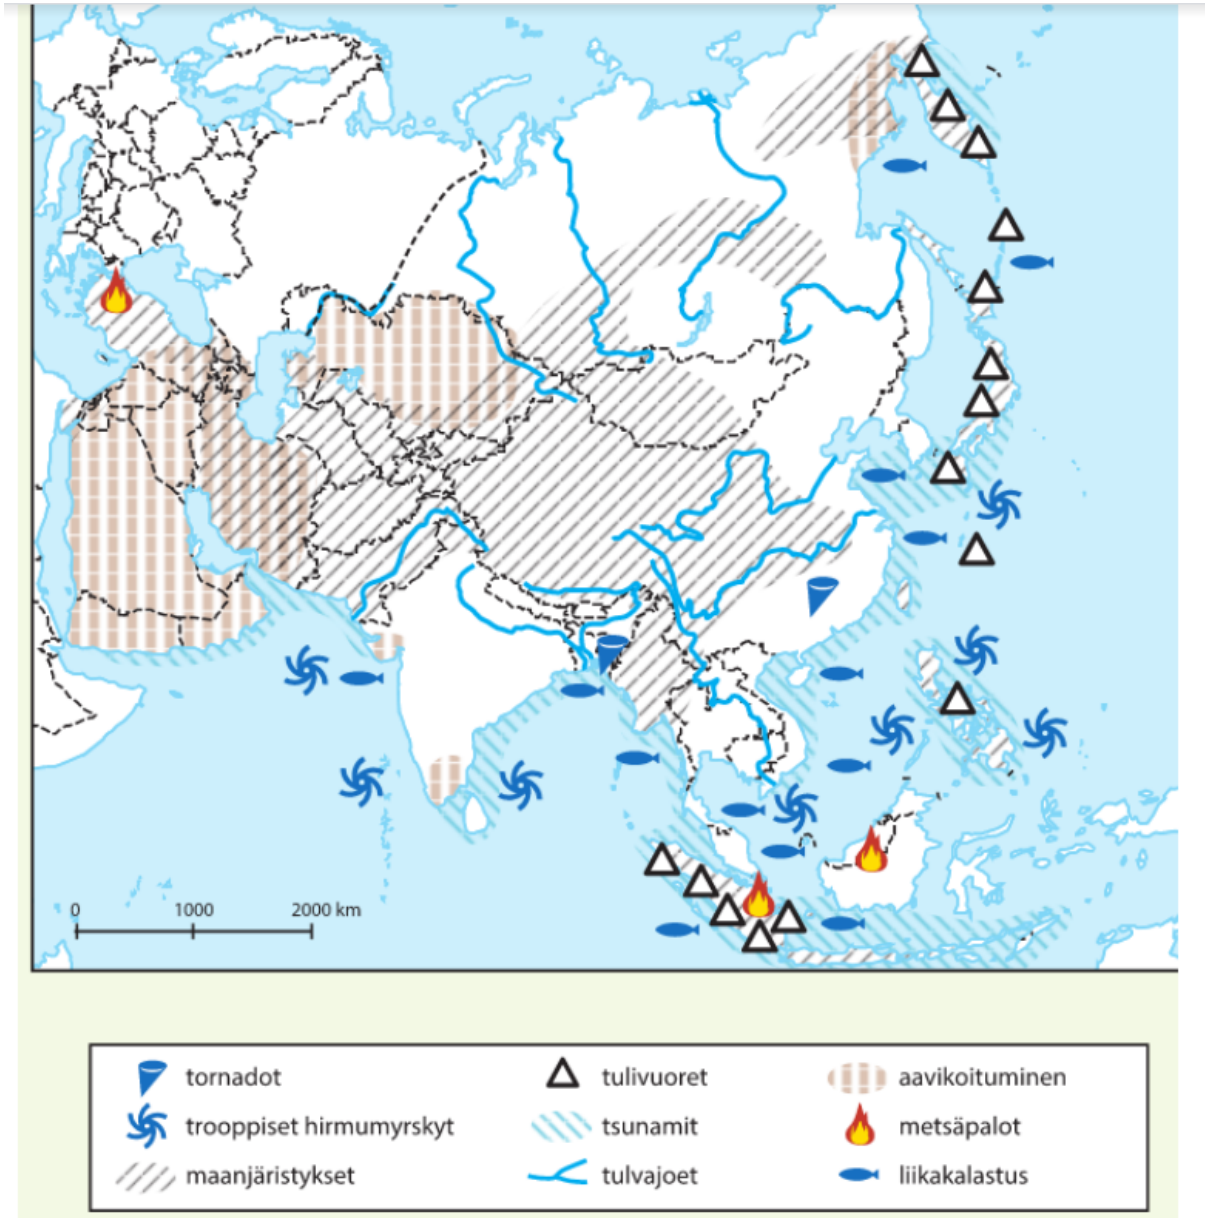 0 1000 2000 km
tornadot tulivuoret aavikoituminen
trooppiset hirmumyrskyt tsunamit metsäpalot
maanjäristykset tulvajoet liikakalastus